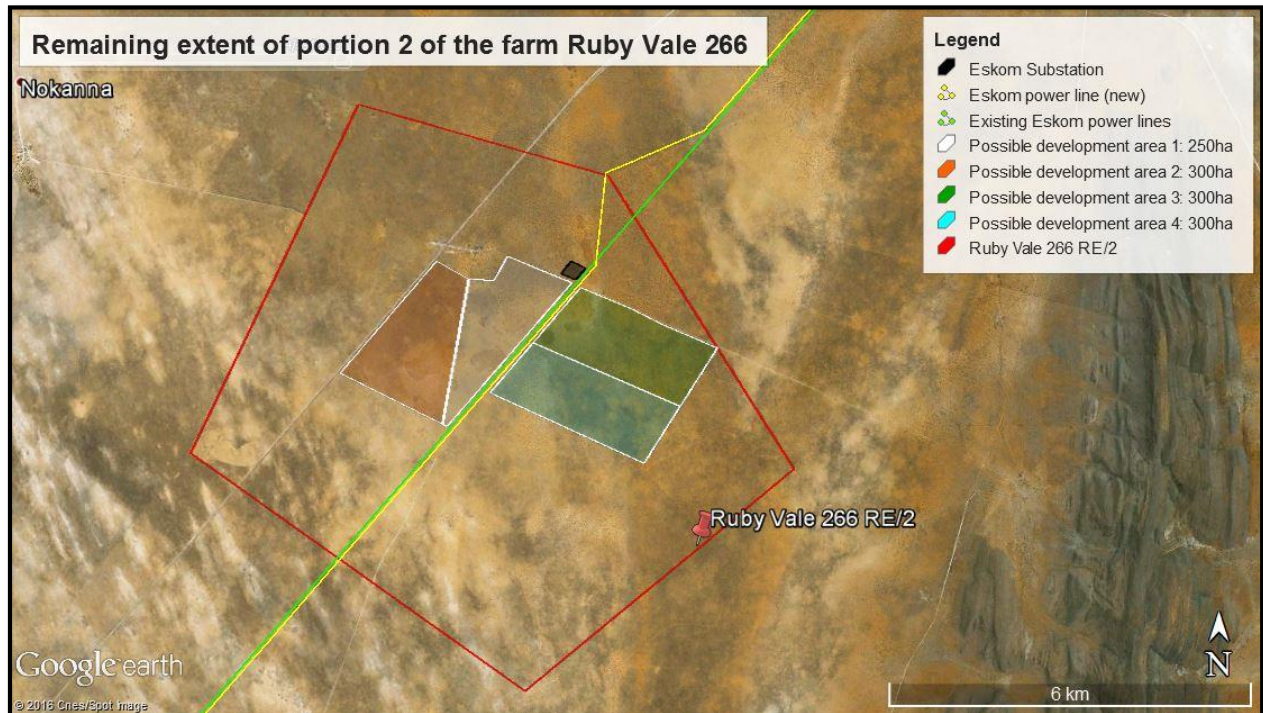 Remaining extent of portion 2 of the farm Ruby Vale 266
Nokanna
Legend
Eskom Substation
Eskom power line (new)
Existing Eskom power lines
Possible development area 1: 250ha
Possible development area 2: 300ha
Possible development area 3: 300ha
Possible development area 4: 300ha
Ruby Vale 266 RE/2
Ruby Vale 266 RE/2
N
Google earth
6 km
© 2016 Cnes/Spot Image